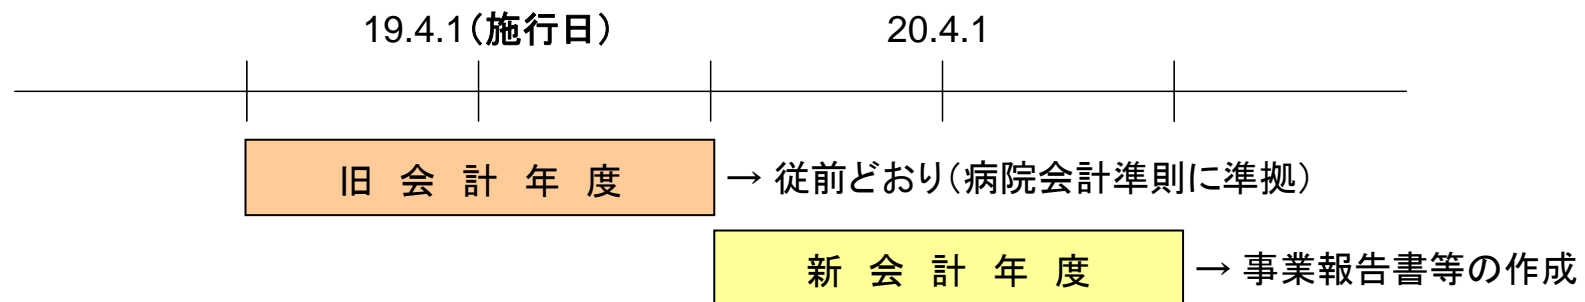 19.4.1(施行日) 20.4.1
旧会計年度 → 従前どおり(病院会計準則に準拠)
新会計年度 → 事業報告書等の作成